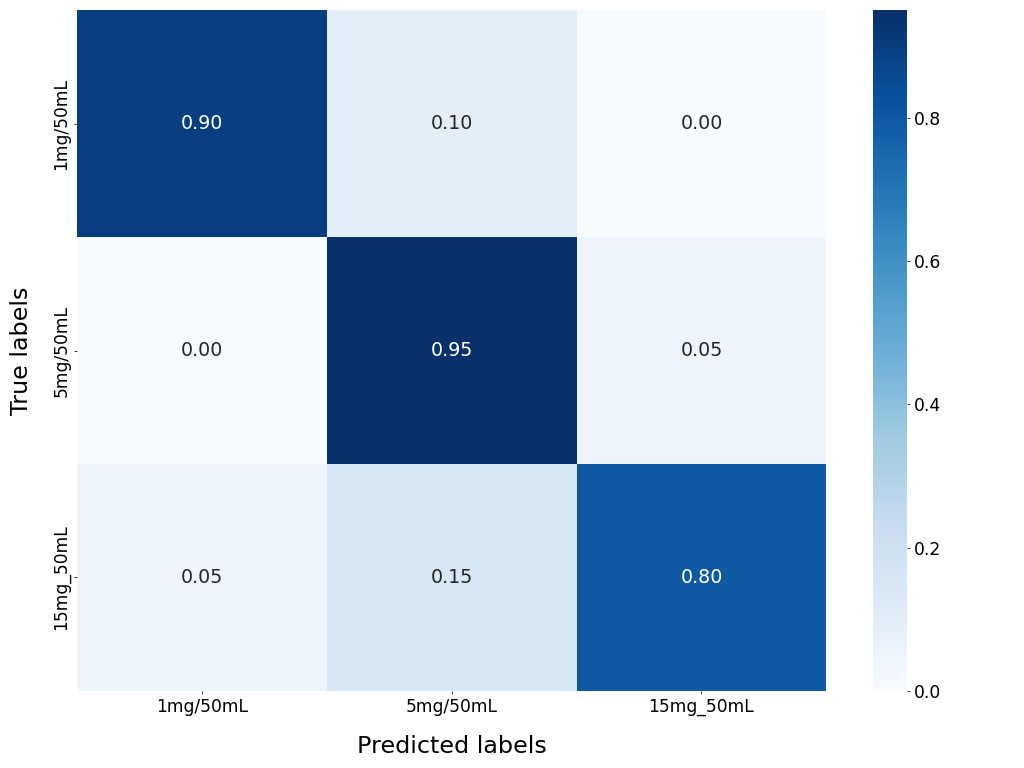 True labels
1mg/50mL
0.90 0.10 0.00
5mg/50mL
0.00 0.95 0.05
15mg_50mL
0.05 0.15 0.80
1mg/50mL 5mg/50mL 15mg_50mL
Predicted labels
0.8
0.6
0.4
0.2
0.0